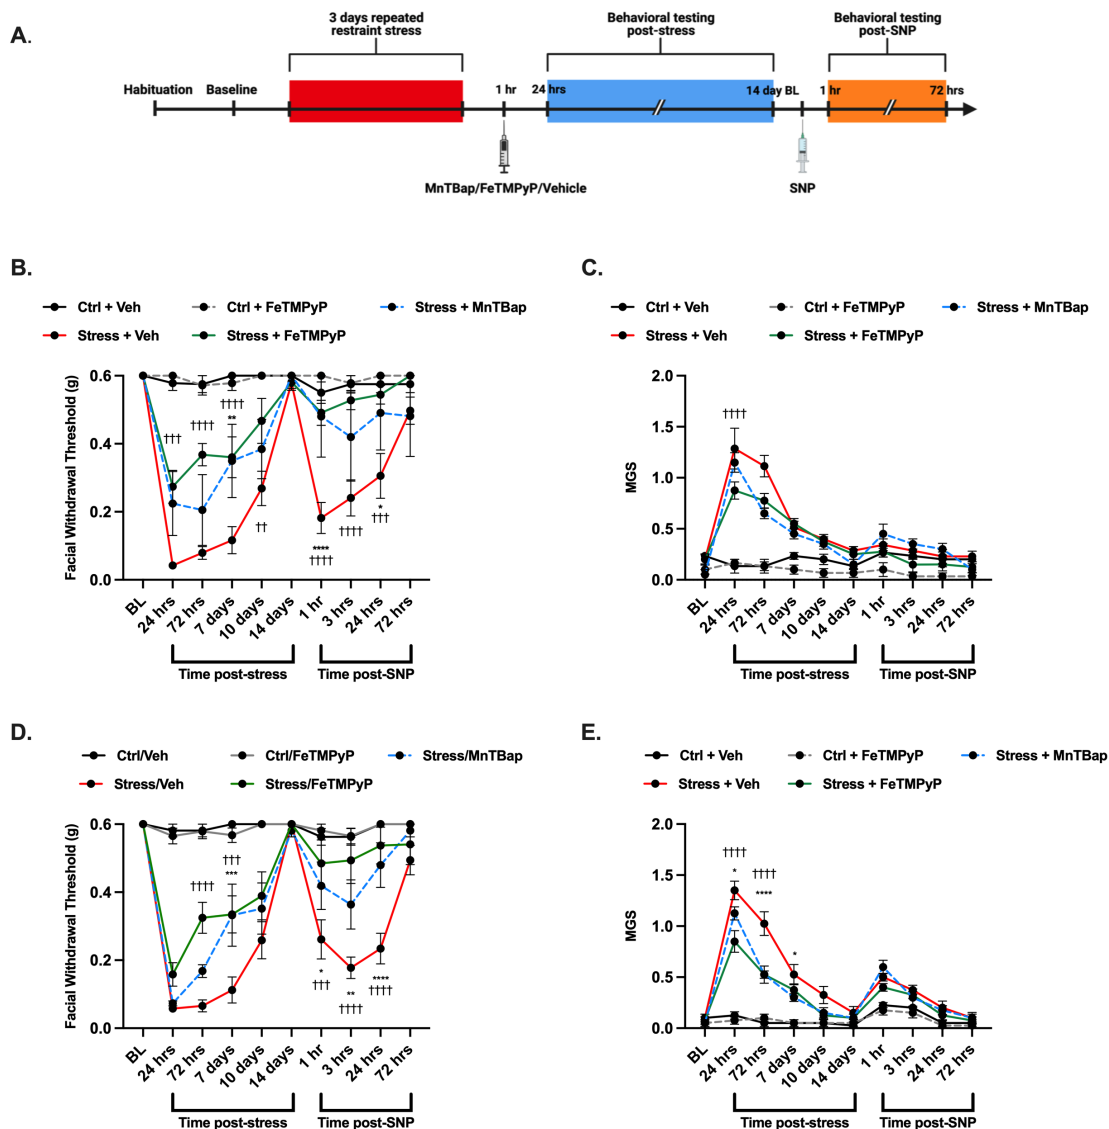 A.
3 days repeated
restraint stress
Behavioral testing
post-stress
Behavioral testing
post-SNP
Habituation
Baseline
1 hr
24 hrs
14 day BL
1 hr
72 hrs
MnTBap/FeTMPyP/Vehicle
SNP
B.
Ctrl + Veh
Ctrl + FeTMPyP
Stress + MnTBap
Stress + Veh
Stress + FeTMPyP
Facial Withdrawal Threshold (g)
0.6
0.4
0.2
0.0
†††
††††
††††
**
††
****
††††
††††
*
†††
BL
24 hrs
72 hrs
7 days
10 days
14 days
1 hr
3 hrs
24 hrs
72 hrs
Time post-stress
Time post-SNP
C.
Ctrl + Veh
Ctrl + FeTMPyP
Stress + MnTBap
Stress + Veh
Stress + FeTMPyP
MGS
2.0
1.5
1.0
0.5
0.0
††††
BL
24 hrs
72 hrs
7 days
10 days
14 days
1 hr
3 hrs
24 hrs
72 hrs
Time post-stress
Time post-SNP
D.
Ctrl/Veh
Ctrl/FeTMPyP
Stress/MnTBap
Stress/Veh
Stress/FeTMPyP
Facial Withdrawal Threshold (g)
0.6
0.4
0.2
0.0
††††
†††
***
*
†††
**
††††
****
††††
BL
24 hrs
72 hrs
7 days
10 days
14 days
1 hr
3 hrs
24 hrs
72 hrs
Time post-stress
Time post-SNP
E.
Ctrl + Veh
Ctrl + FeTMPyP
Stress + MnTBap
Stress + Veh
Stress + FeTMPyP
MGS
2.0
1.5
1.0
0.5
0.0
††††
*
††††
****
*
BL
24 hrs
72 hrs
7 days
10 days
14 days
1 hr
3 hrs
24 hrs
72 hrs
Time post-stress
Time post-SNP